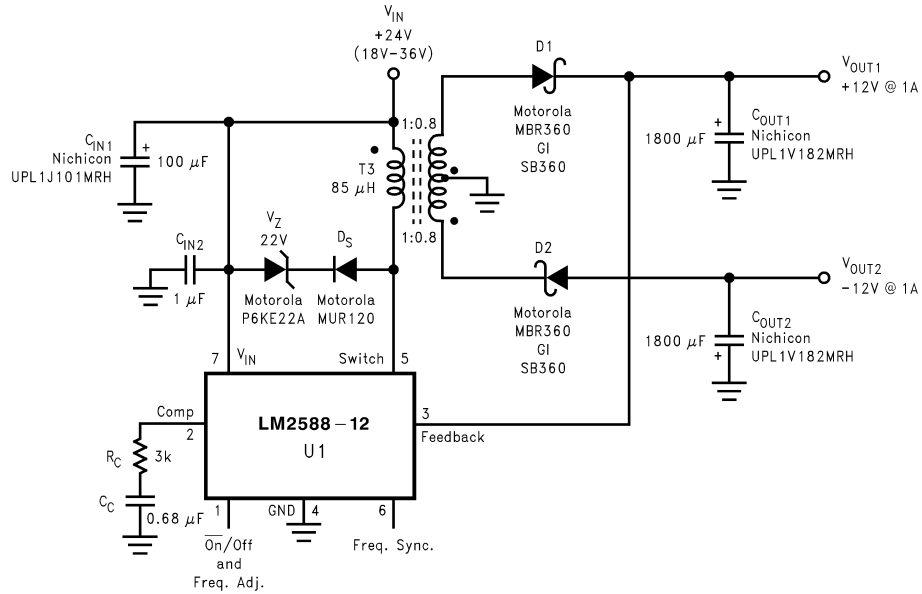 V_IN
+24V
(18V-36V)
D1
V_OUT1
+12V @ 1A
Motorola
MBR360
GI
SB360
C_OUT1
Nichicon
UPL1V182MRH
1800 μF
+
C_IN1
Nichicon
UPL1J101MRH
+
100 μF
1:0.8
T3
85 μH
1:0.8
V_Z
22V
D_S
C_IN2
1 μF
Motorola
P6KE22A
Motorola
MUR120
D2
Motorola
MBR360
GI
SB360
V_OUT2
-12V @ 1A
1800 μF
+
C_OUT2
Nichicon
UPL1V182MRH
7
V_IN
Switch
5
Comp
2
LM2588-12
U1
3
Feedback
R_C
3k
C_C
0.68 μF
1
GND
4
6
On/Off
and
Freq. Adj.
Freq. Sync.